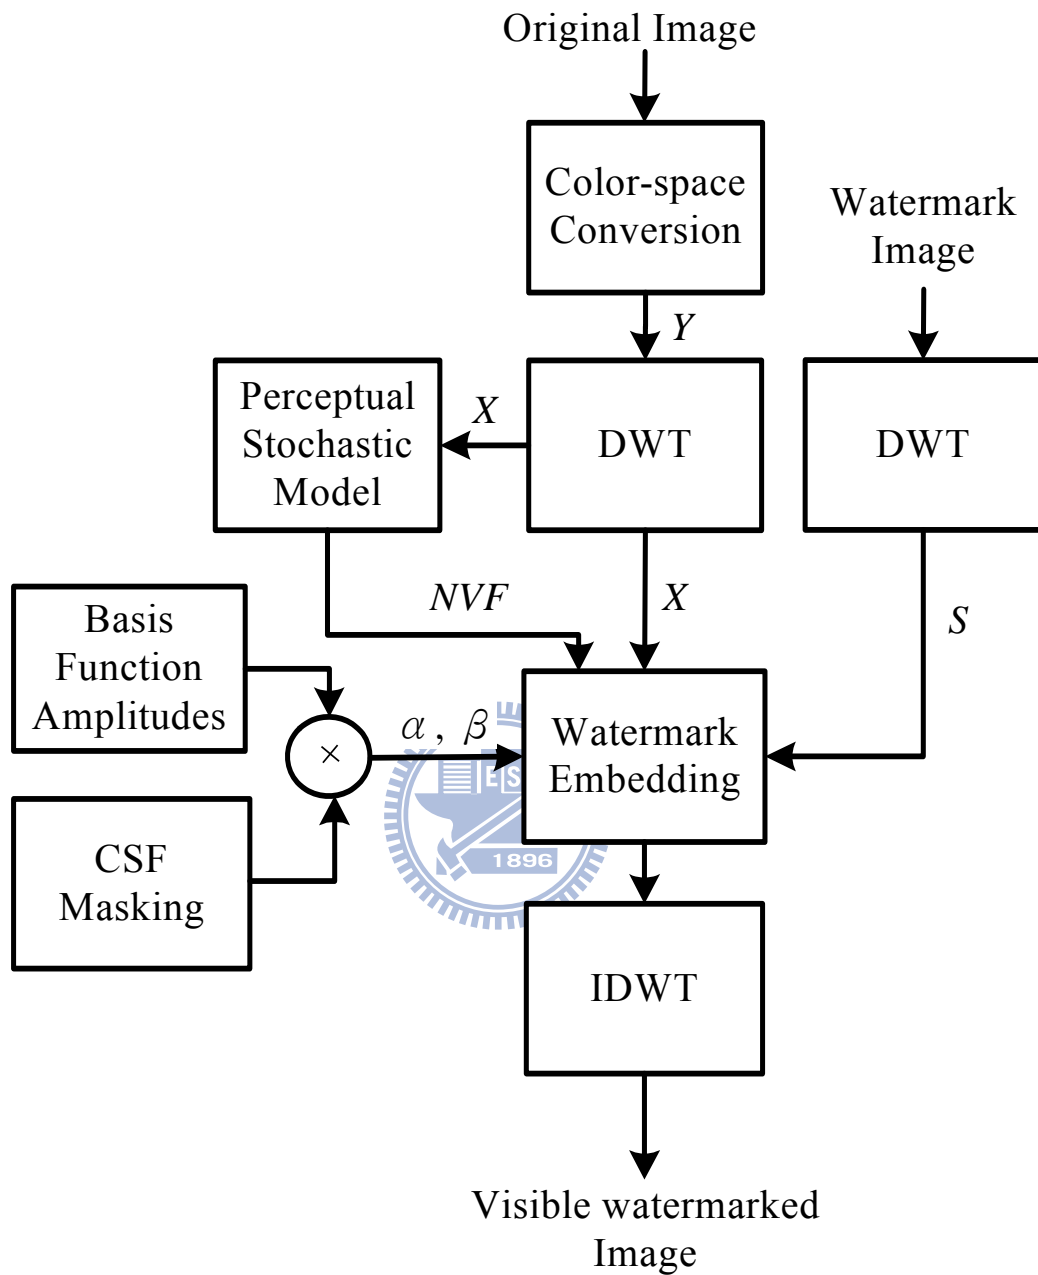 Original Image
Color-space
Conversion
Watermark
Image
Y
Perceptual
Stochastic
Model
X
DWT
DWT
NVF
X
S
Basis
Function
Amplitudes
×
α , β
Watermark
Embedding
E S
1896
CSF
Masking
IDWT
Visible watermarked
Image